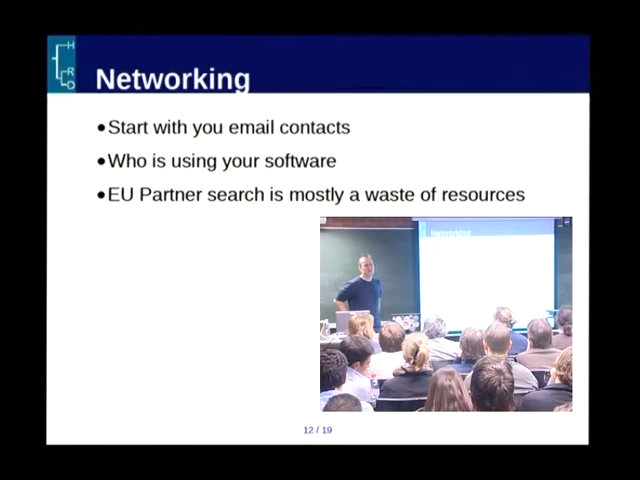 H
R
D
Networking
•Start with you email contacts
•Who is using your software
•EU Partner search is mostly a waste of resources
Networking
12 / 19